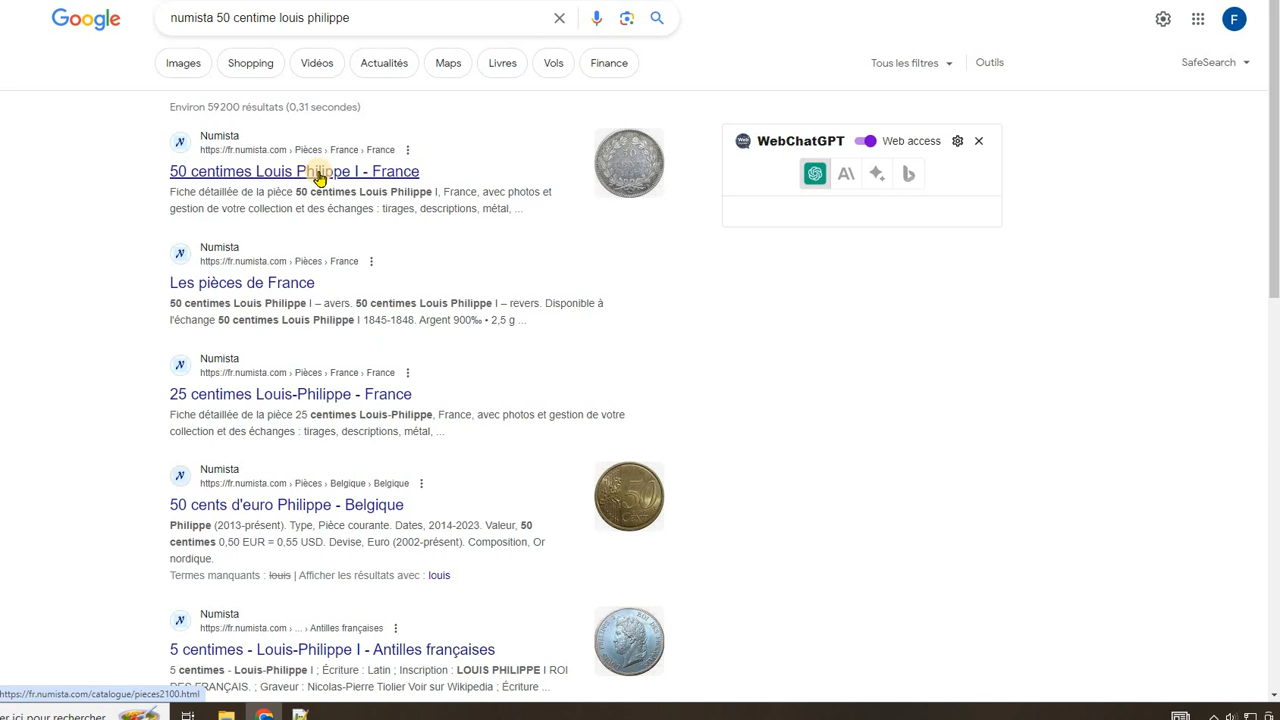 Google
numista 50 centime louis philippe
F
Images
Shopping
Vidéos
Actualités
Maps
Livres
Vols
Finance
Tous les filtres
Outils
SafeSearch
Environ 59 200 résultats (0,31 secondes)
Numista
https://fr.numista.com › Pièces › France › France
50 centimes Louis Philippe I - France
Fiche détaillée de la pièce 50 centimes Louis Philippe I, France, avec photos et
gestion de votre collection et des échanges : tirages, descriptions, métal, ...
WebChatGPT
Web access
Numista
https://fr.numista.com › Pièces › France
Les pièces de France
50 centimes Louis Philippe I – avers. 50 centimes Louis Philippe I – revers. Disponible à
l'échange 50 centimes Louis Philippe I 1845-1848. Argent 900‰ • 2,5 g ...
Numista
https://fr.numista.com › Pièces › France › France
25 centimes Louis-Philippe - France
Fiche détaillée de la pièce 25 centimes Louis-Philippe, France, avec photos et gestion de votre
collection et des échanges : tirages, descriptions, métal, ...
Numista
https://fr.numista.com › Pièces › Belgique › Belgique
50 cents d'euro Philippe - Belgique
Philippe (2013-présent). Type, Pièce courante. Dates, 2014-2023. Valeur, 50
centimes 0,50 EUR = 0,55 USD. Devise, Euro (2002-présent). Composition, Or
nordique.
Termes manquants : louis | Afficher les résultats avec : louis
Numista
https://fr.numista.com › ... › Antilles françaises
5 centimes - Louis-Philippe I - Antilles françaises
5 centimes - Louis-Philippe I ; Écriture : Latin ; Inscription : LOUIS PHILIPPE I ROI
DES FRANÇAIS. ; Graveur : Nicolas-Pierre Tiolier Voir sur Wikipedia ; Écriture ...
https://fr.numista.com/catalogue/pieces2100.html
er ici pour rechercher